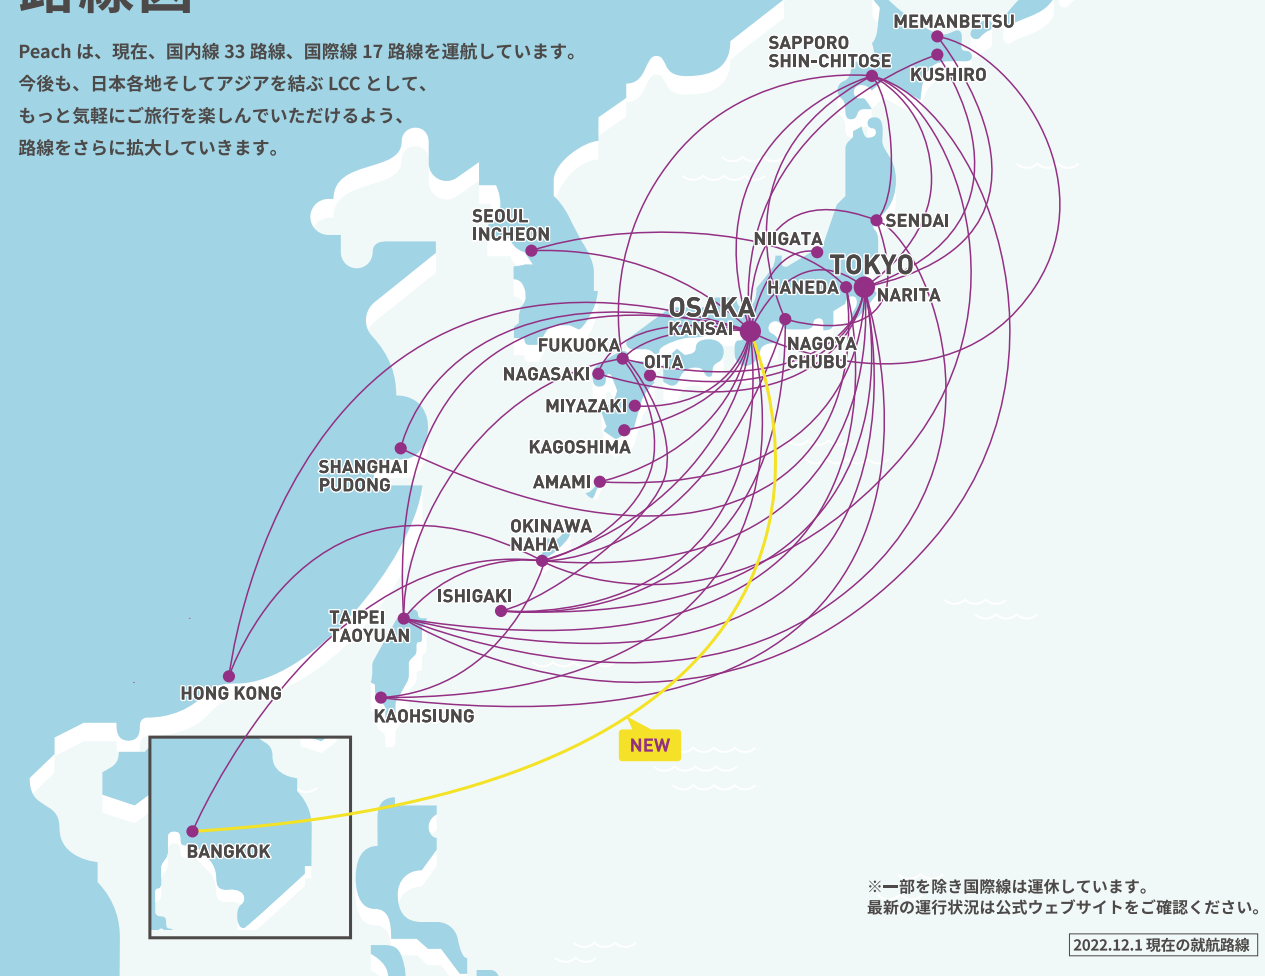 路線図
Peach は、現在、国内線 33 路線、国際線 17 路線を運航しています。
今後も、日本各地そしてアジアを結ぶ LCC として、
もっと気軽にご旅行を楽しんでいただけるよう、
路線をさらに拡大していきます。
MEMANBETSU
SAPPORO
SHIN-CHITOSE
KUSHIRO
SEOUL
INCHEON
SENDAI
NIIGATA
TOKYO
HANEDA
NARITA
OSAKA
KANSAI
NAGOYA
CHUBU
FUKUOKA
OITA
NAGASAKI
MIYAZAKI
KAGOSHIMA
SHANGHAI
PUDONG
AMAMI
OKINAWA
NAHA
ISHIGAKI
TAIPEI
TAOYUAN
HONG KONG
KAOHSIUNG
NEW
BANGKOK
※一部を除き国際線は運休しています。
最新の運行状況は公式ウェブサイトをご確認ください。
2022.12.1 現在の就航路線